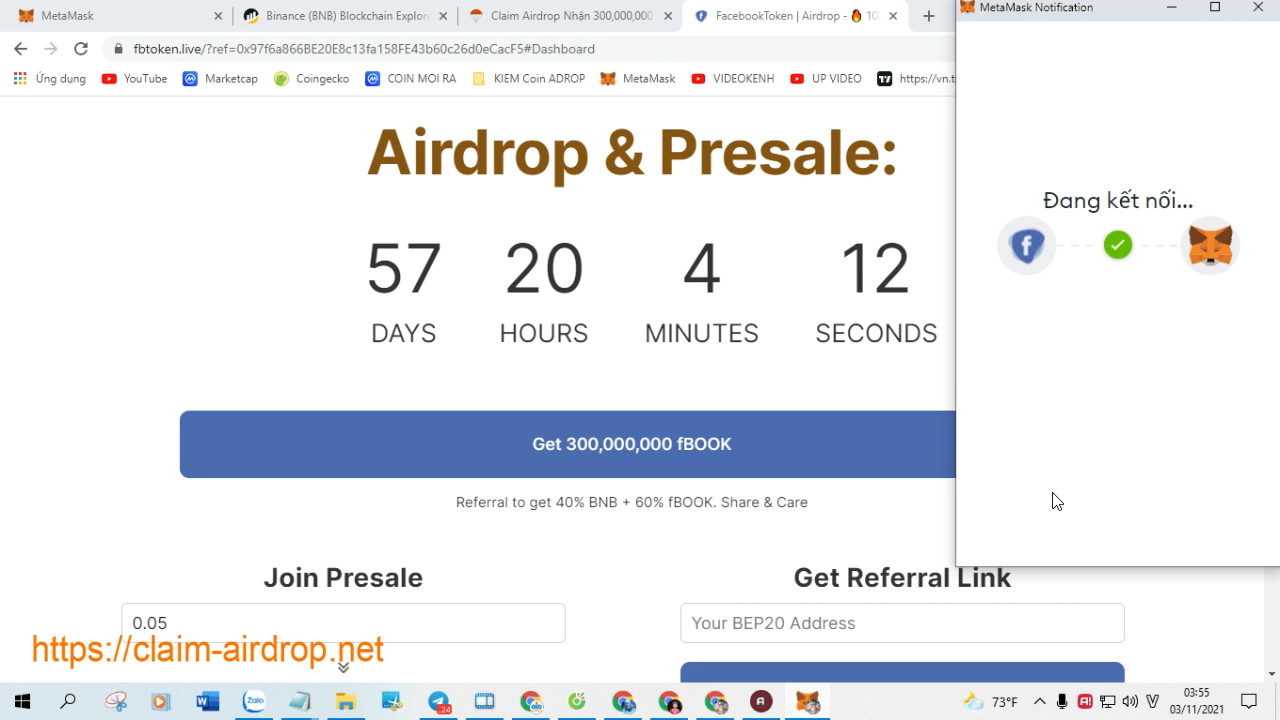 MetaMask
Binance (BNB) Blockchain Explore
Claim Airdrop Nhận 300,000,000
FacebookToken | Airdrop - 🔥 10
MetaMask Notification
fbtoken.live/?ref=0x97f6a866BE20E8c13fa158FE43b60c26d0eCacF5#Dashboard
Ứng dụng
YouTube
Marketcap
Coingecko
COIN MOI RA
KIEM Coin ADROP
MetaMask
VIDEOKENH
UP VIDEO
https://vn.t
Airdrop & Presale:
Đang kết nối...
57 20 4 12
DAYS HOURS MINUTES SECONDS
Get 300,000,000 fBOOK
Referral to get 40% BNB + 60% fBOOK. Share & Care
Join Presale
Get Referral Link
0.05
Your BEP20 Address
https://claim-airdrop.net
24
73°F
03:55
03/11/2021